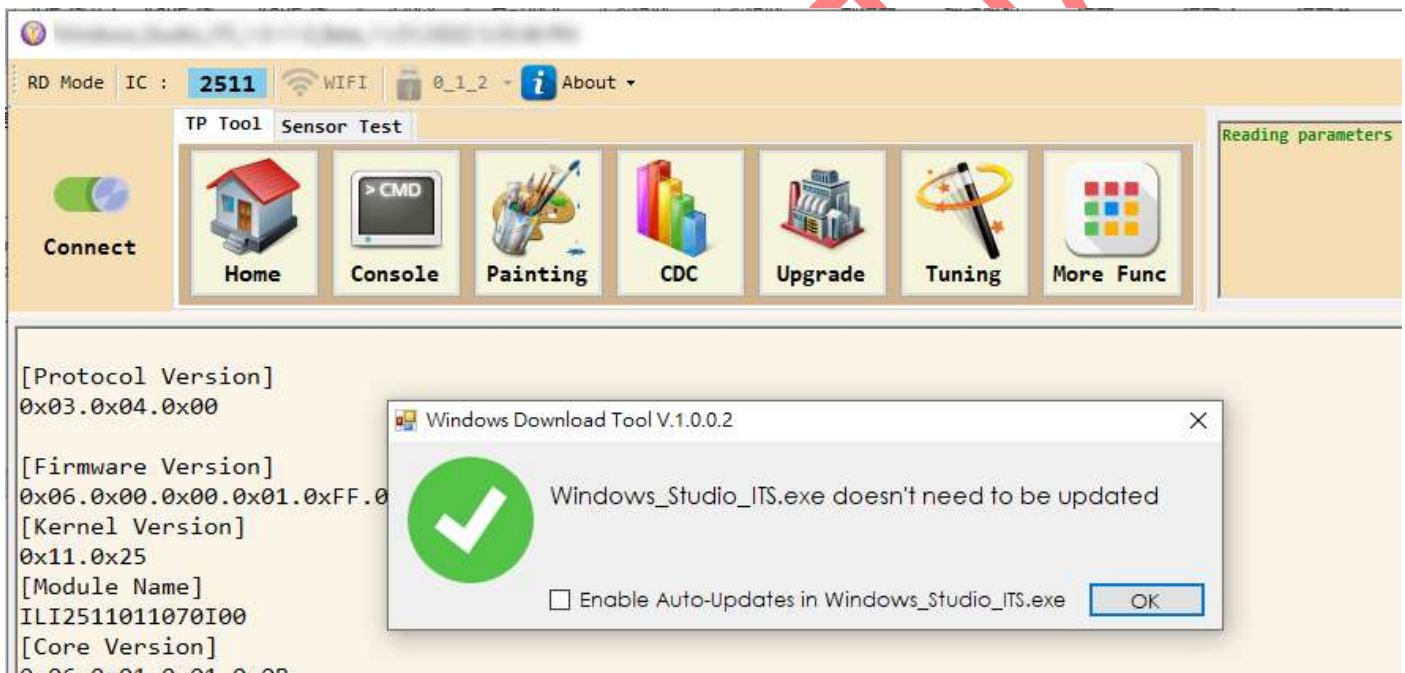 RD Mode IC : 2511 WIFI 0_1_2 About
TP Tool Sensor Test
Reading parameters
Connect
> CMD
Home Console Painting CDC Upgrade Tuning More Func
[Protocol Version]
0x03.0x04.0x00
[Firmware Version]
0x06.0x00.0x00.0x01.0xFF.0
[Kernel Version]
0x11.0x25
[Module Name]
ILI2511011070I00
[Core Version]
Windows Download Tool V.1.0.0.2
Windows_Studio_ITS.exe doesn't need to be updated
Enable Auto-Updates in Windows_Studio_ITS.exe OK